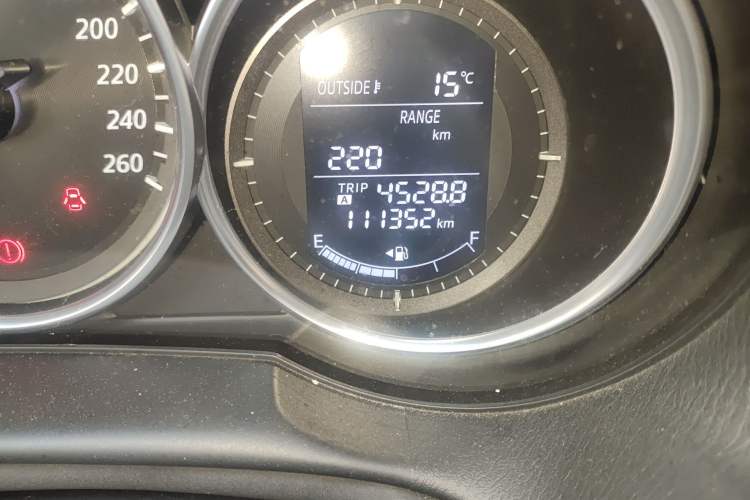 200
220
240
260
OUTSIDE 15°C
RANGE
km
220
TRIP A 4528.8
111352 km
E F